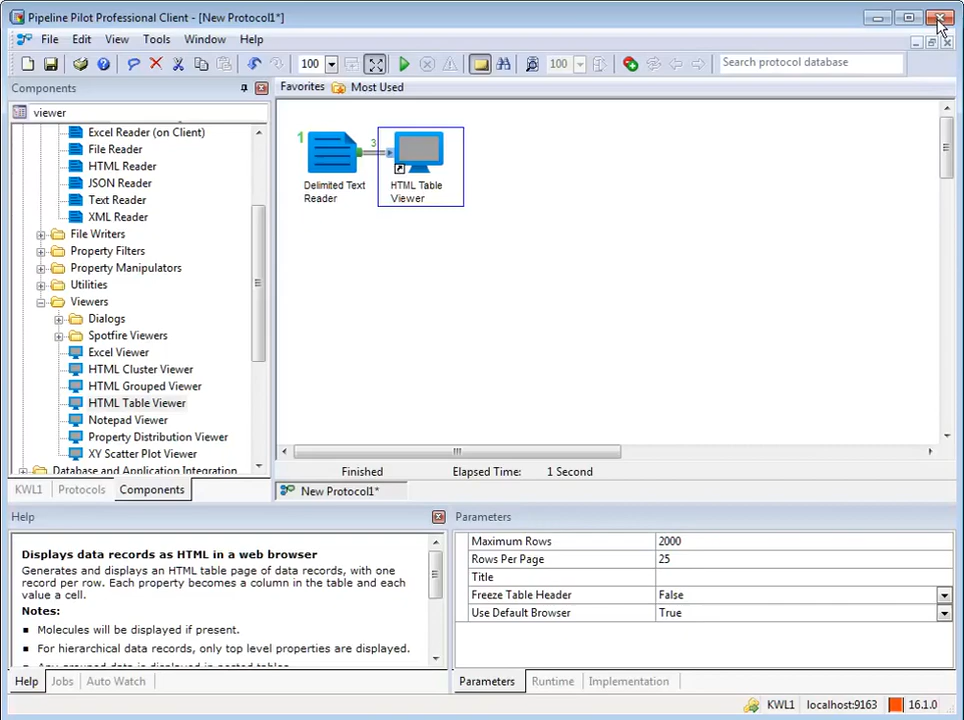 Pipeline Pilot Professional Client - [New Protocol1*]
File Edit View Tools Window Help
100 100 Search protocol database
Components
Favorites Most Used
viewer
Excel Reader (on Client)
File Reader
HTML Reader
JSON Reader
Text Reader
XML Reader
File Writers
Property Filters
Property Manipulators
Utilities
Viewers
Dialogs
Spotfire Viewers
Excel Viewer
HTML Cluster Viewer
HTML Grouped Viewer
HTML Table Viewer
Notepad Viewer
Property Distribution Viewer
XY Scatter Plot Viewer
Database and Application Integration
KWL1 Protocols Components
1
3
Delimited Text
Reader
HTML Table
Viewer
Finished Elapsed Time: 1 Second
New Protocol1*
Help
Displays data records as HTML in a web browser
Generates and displays an HTML table page of data records, with one
record per row. Each property becomes a column in the table and each
value a cell.
Notes:
Molecules will be displayed if present.
For hierarchical data records, only top level properties are displayed.
Any grouped data is displayed in nested tables.
Help Jobs Auto Watch
Parameters
Maximum Rows 2000
Rows Per Page 25
Title
Freeze Table Header False
Use Default Browser True
Parameters Runtime Implementation
KWL1 localhost:9163 16.1.0